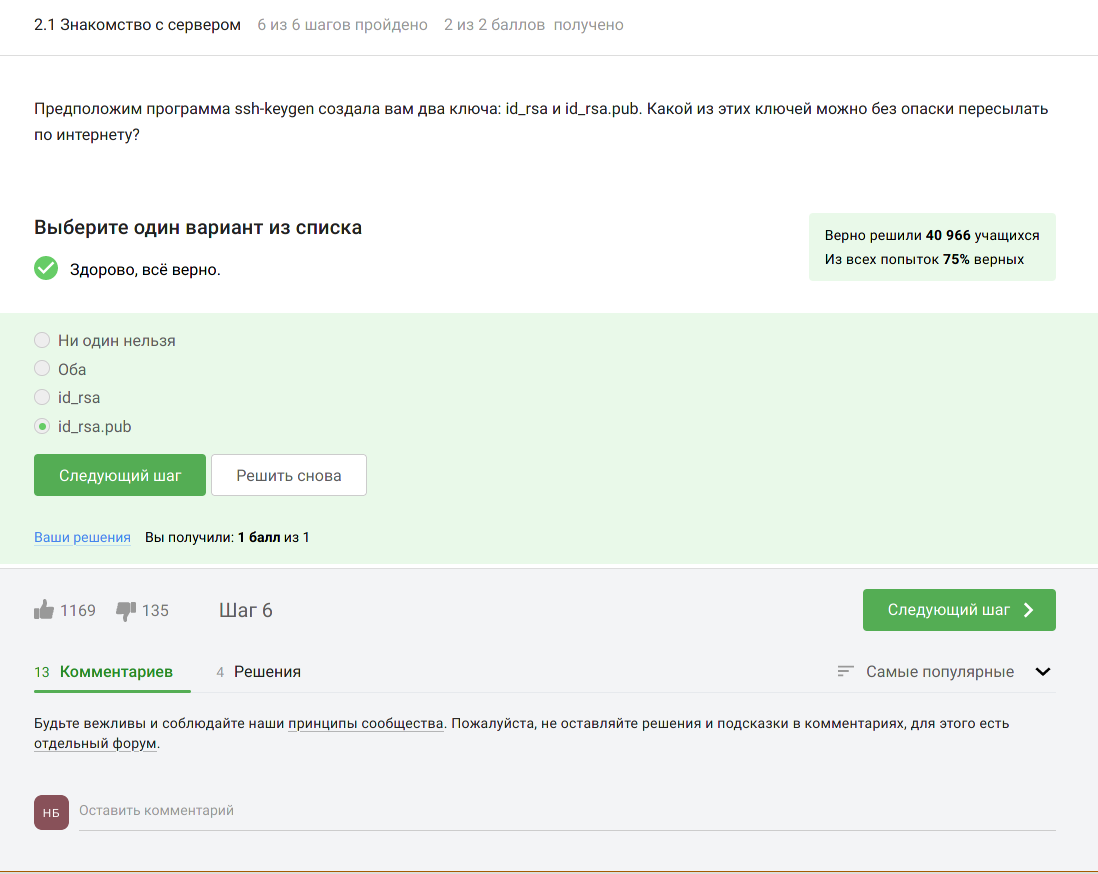 2.1 Знакомство с сервером 6 из 6 шагов пройдено 2 из 2 баллов получено
Предположим программа ssh-keygen создала вам два ключа: id_rsa и id_rsa.pub. Какой из этих ключей можно без опаски пересылать
по интернету?
Выберите один вариант из списка
Здорово, всё верно.
Верно решили 40 966 учащихся
Из всех попыток 75% верных
Ни один нельзя
Оба
id_rsa
id_rsa.pub
Следующий шаг Решить снова
Ваши решения Вы получили: 1 балл из 1
1169 135 Шаг 6 Следующий шаг
13 Комментариев 4 Решения Самые популярные
Будьте вежливы и соблюдайте наши принципы сообщества. Пожалуйста, не оставляйте решения и подсказки в комментариях, для этого есть
отдельный форум.
НБ Оставить комментарий